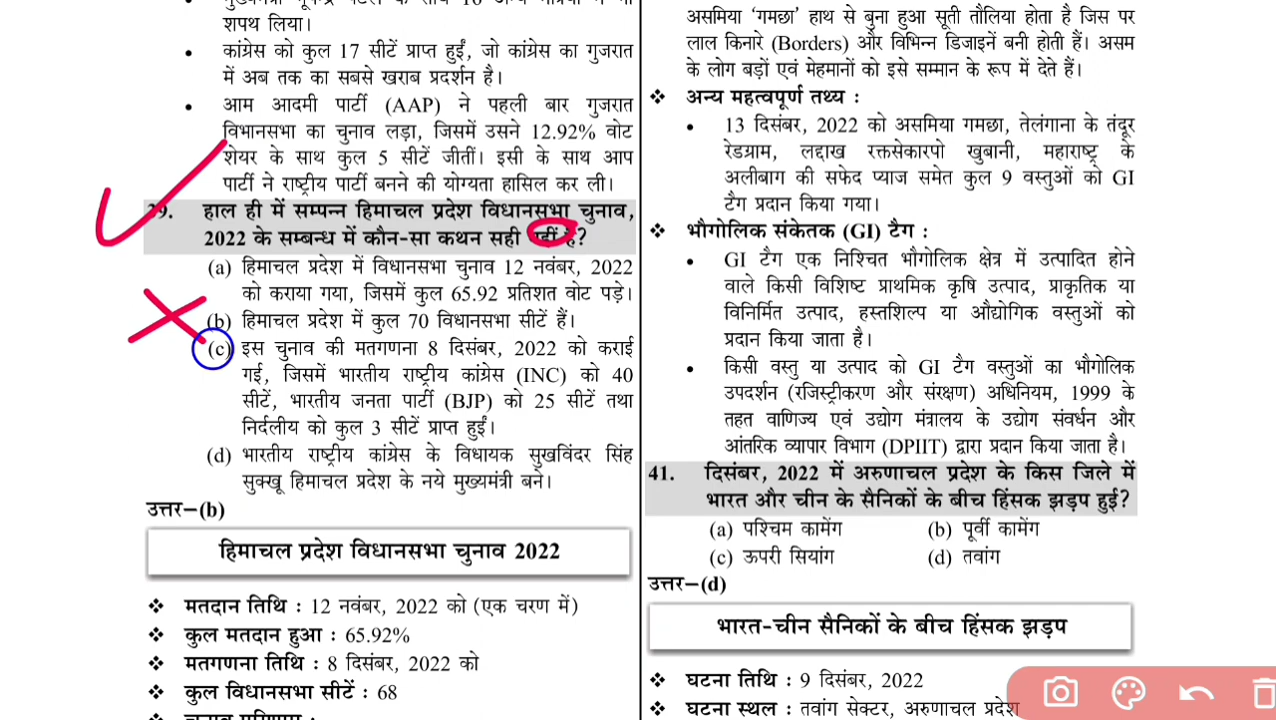 शपथ लिया।
• कांग्रेस को कुल 17 सीटें प्राप्त हुईं, जो कांग्रेस का गुजरात
में अब तक का सबसे खराब प्रदर्शन है।
• आम आदमी पार्टी (AAP) ने पहली बार गुजरात
विधानसभा का चुनाव लड़ा, जिसमें उसने 12.92% वोट
शेयर के साथ कुल 5 सीटें जीतीं। इसी के साथ आप
पार्टी ने राष्ट्रीय पार्टी बनने की योग्यता हासिल कर ली।
39. हाल ही में सम्पन्न हिमाचल प्रदेश विधानसभा चुनाव,
2022 के सम्बन्ध में कौन-सा कथन सही नहीं है?
(a) हिमाचल प्रदेश में विधानसभा चुनाव 12 नवंबर, 2022
को कराया गया, जिसमें कुल 65.92 प्रतिशत वोट पड़े।
(b) हिमाचल प्रदेश में कुल 70 विधानसभा सीटें हैं।
(c) इस चुनाव की मतगणना 8 दिसंबर, 2022 को कराई
गई, जिसमें भारतीय राष्ट्रीय कांग्रेस (INC) को 40
सीटें, भारतीय जनता पार्टी (BJP) को 25 सीटें तथा
निर्दलीय को कुल 3 सीटें प्राप्त हुईं।
(d) भारतीय राष्ट्रीय कांग्रेस के विधायक सुखविंदर सिंह
सुक्खू हिमाचल प्रदेश के नये मुख्यमंत्री बने।
उत्तर–(b)
हिमाचल प्रदेश विधानसभा चुनाव 2022
❖ मतदान तिथि : 12 नवंबर, 2022 को (एक चरण में)
❖ कुल मतदान हुआ : 65.92%
❖ मतगणना तिथि : 8 दिसंबर, 2022 को
❖ कुल विधानसभा सीटें : 68
असमिया ‘गमछा’ हाथ से बुना हुआ सूती तौलिया होता है जिस पर
लाल किनारे (Borders) और विभिन्न डिजाइनें बनी होती हैं। असम
के लोग बड़ों एवं मेहमानों को इसे सम्मान के रूप में देते हैं।
❖ अन्य महत्वपूर्ण तथ्य :
• 13 दिसंबर, 2022 को असमिया गमछा, तेलंगाना के तंदूर
रेडग्राम, लद्दाख रक्तसेकारपो खुबानी, महाराष्ट्र के
अलीबाग की सफेद प्याज समेत कुल 9 वस्तुओं को GI
टैग प्रदान किया गया।
❖ भौगोलिक संकेतक (GI) टैग :
• GI टैग एक निश्चित भौगोलिक क्षेत्र में उत्पादित होने
वाले किसी विशिष्ट प्राथमिक कृषि उत्पाद, प्राकृतिक या
विनिर्मित उत्पाद, हस्तशिल्प या औद्योगिक वस्तुओं को
प्रदान किया जाता है।
• किसी वस्तु या उत्पाद को GI टैग वस्तुओं का भौगोलिक
उपदर्शन (रजिस्ट्रीकरण और संरक्षण) अधिनियम, 1999 के
तहत वाणिज्य एवं उद्योग मंत्रालय के उद्योग संवर्धन और
आंतरिक व्यापार विभाग (DPIIT) द्वारा प्रदान किया जाता है।
41. दिसंबर, 2022 में अरुणाचल प्रदेश के किस जिले में
भारत और चीन के सैनिकों के बीच हिंसक झड़प हुई?
(a) पश्चिम कामेंग (b) पूर्वी कामेंग
(c) ऊपरी सियांग (d) तवांग
उत्तर–(d)
भारत-चीन सैनिकों के बीच हिंसक झड़प
❖ घटना तिथि : 9 दिसंबर, 2022
❖ घटना स्थल : तवांग सेक्टर, अरुणाचल प्रदेश